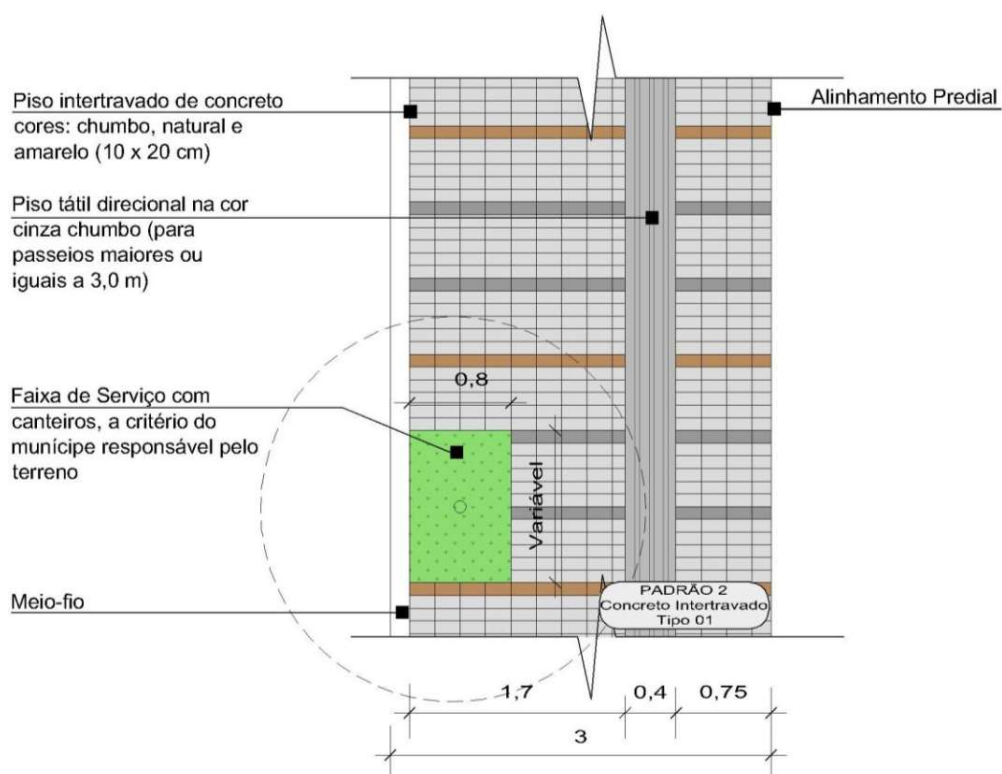 Piso intertravado de concreto
cores: chumbo, natural e
amarelo (10 x 20 cm)
Alinhamento Predial
Piso tátil direcional na cor
cinza chumbo (para
passeios maiores ou
iguais a 3,0 m)
0,8
Faixa de Serviço com
canteiros, a critério do
munícipe responsável pelo
terreno
Variável
Meio-fio
PADRÃO 2
Concreto Intertravado
Tipo 01
1,7
0,4
0,75
3